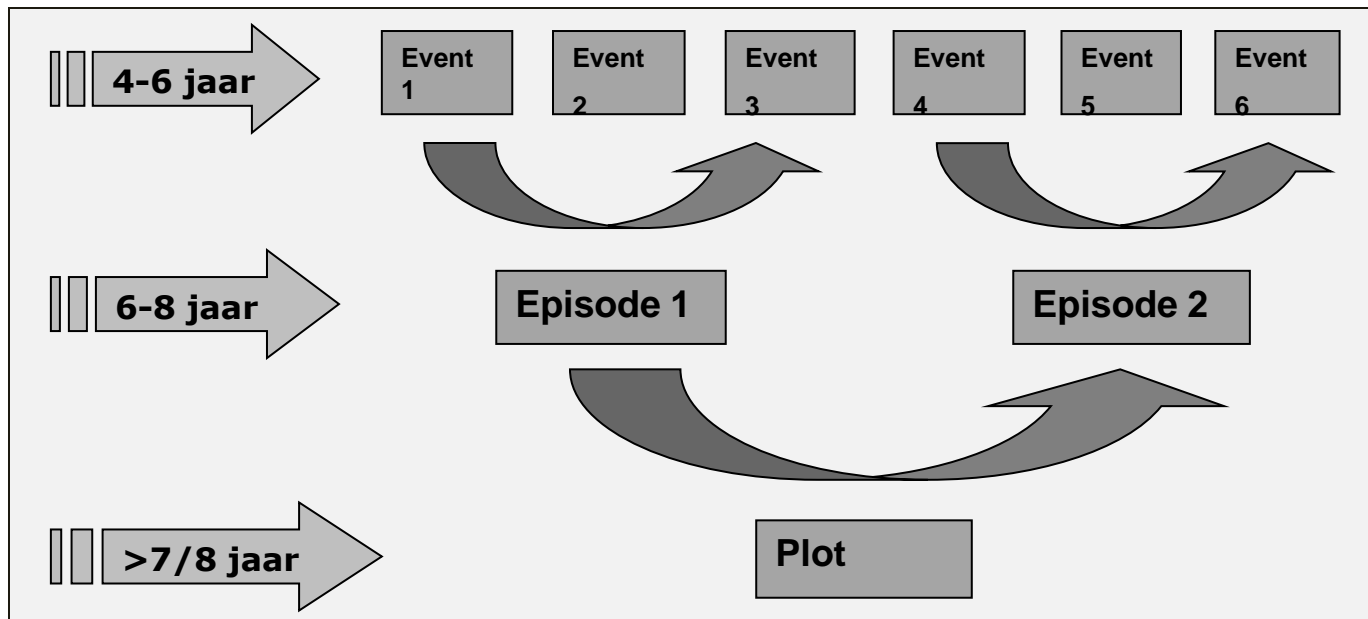 4-6 jaar
Event
1
Event
2
Event
3
Event
4
Event
5
Event
6
6-8 jaar
Episode 1
Episode 2
>7/8 jaar
Plot